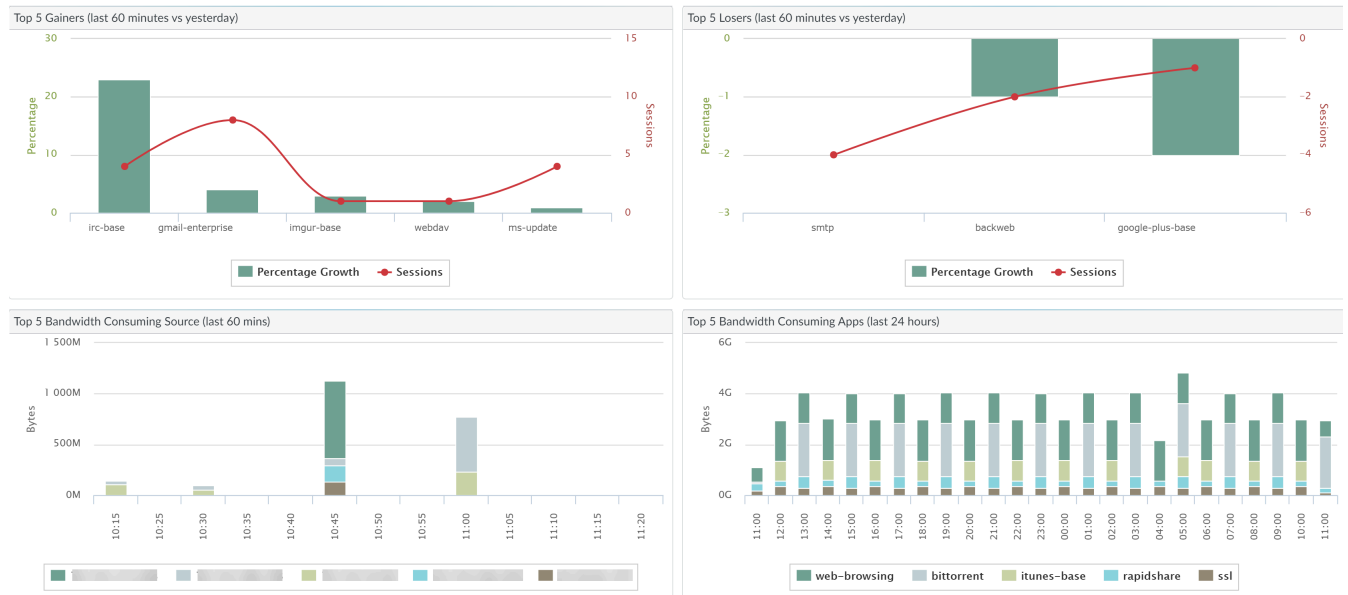 Top 5 Gainers (last 60 minutes vs yesterday)
30
20
10
0
Percentage
15
10
5
0
Sessions
irc-base gmail-enterprise imgur-base webdav ms-update
Percentage Growth Sessions
Top 5 Losers (last 60 minutes vs yesterday)
-0
-1
-2
-3
Percentage
0
-2
-4
-6
Sessions
smtp backweb google-plus-base
Percentage Growth Sessions
Top 5 Bandwidth Consuming Source (last 60 mins)
1 500M
1 000M
500M
0M
Bytes
10:15 10:25 10:30 10:35 10:40 10:45 10:50 10:55 11:00 11:05 11:10 11:15 11:20
Top 5 Bandwidth Consuming Apps (last 24 hours)
6G
4G
2G
0G
Bytes
11:00 12:00 13:00 14:00 15:00 16:00 17:00 18:00 19:00 20:00 21:00 22:00 23:00 00:00 01:00 02:00 03:00 04:00 05:00 06:00 07:00 08:00 09:00 10:00 11:00
web-browsing bittorrent itunes-base rapidshare ssl